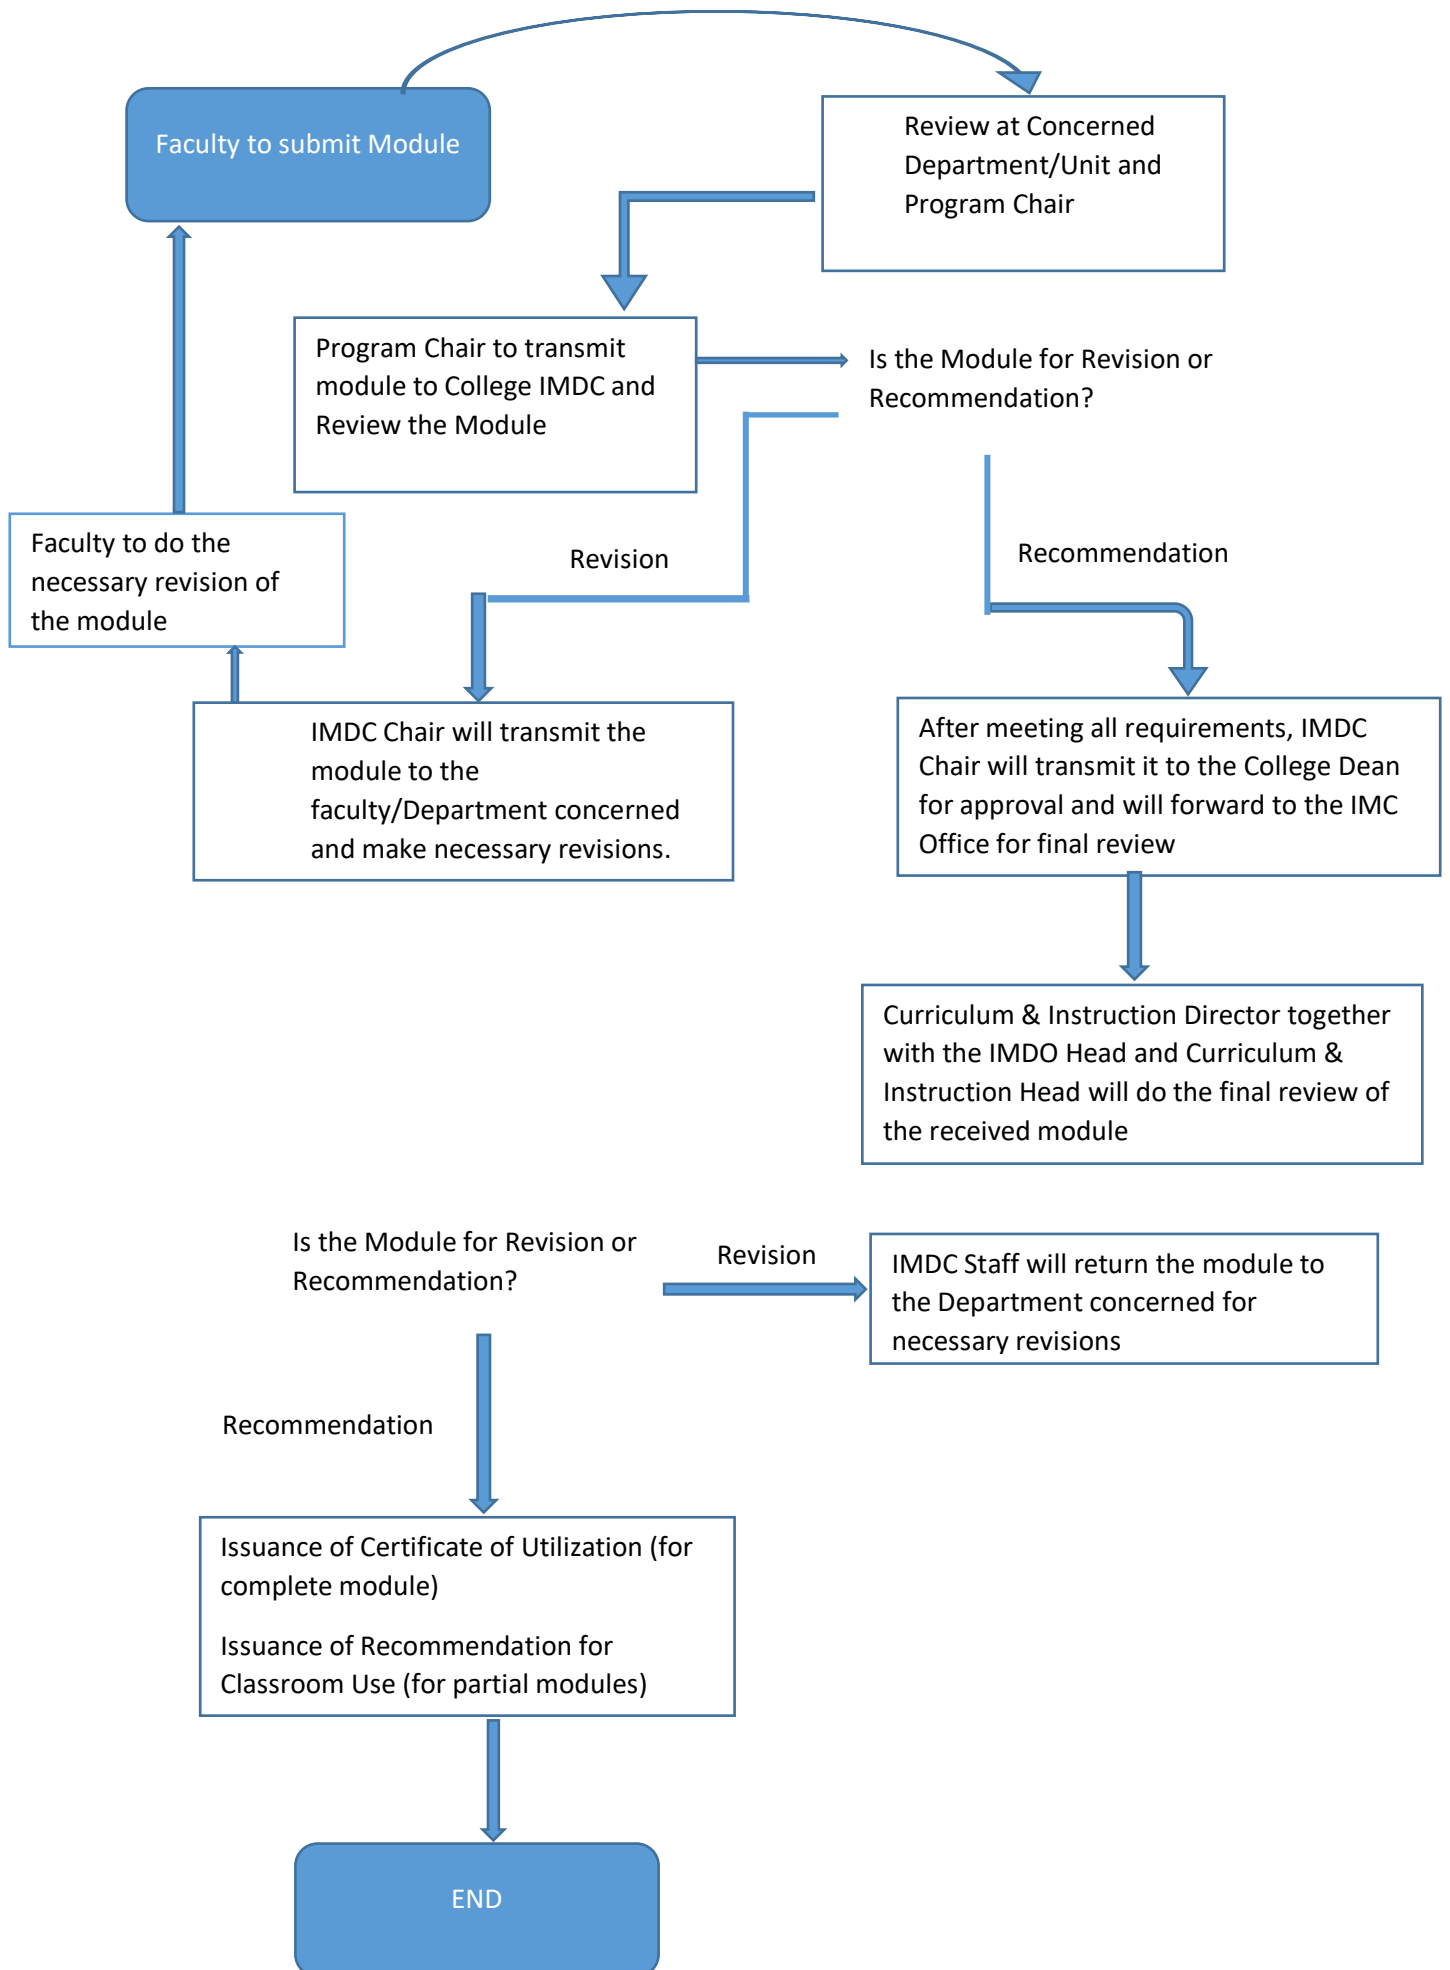 Faculty to submit Module
Review at Concerned
Department/Unit and
Program Chair
Program Chair to transmit
module to College IMDC and
Review the Module
Is the Module for Revision or
Recommendation?
Faculty to do the
necessary revision of
the module
Revision
Recommendation
IMDC Chair will transmit the
module to the
faculty/Department concerned
and make necessary revisions.
After meeting all requirements, IMDC
Chair will transmit it to the College Dean
for approval and will forward to the IMC
Office for final review
Curriculum & Instruction Director together
with the IMDO Head and Curriculum &
Instruction Head will do the final review of
the received module
Is the Module for Revision or
Recommendation?
Revision
IMDC Staff will return the module to
the Department concerned for
necessary revisions
Recommendation
Issuance of Certificate of Utilization (for
complete module)
Issuance of Recommendation for
Classroom Use (for partial modules)
END